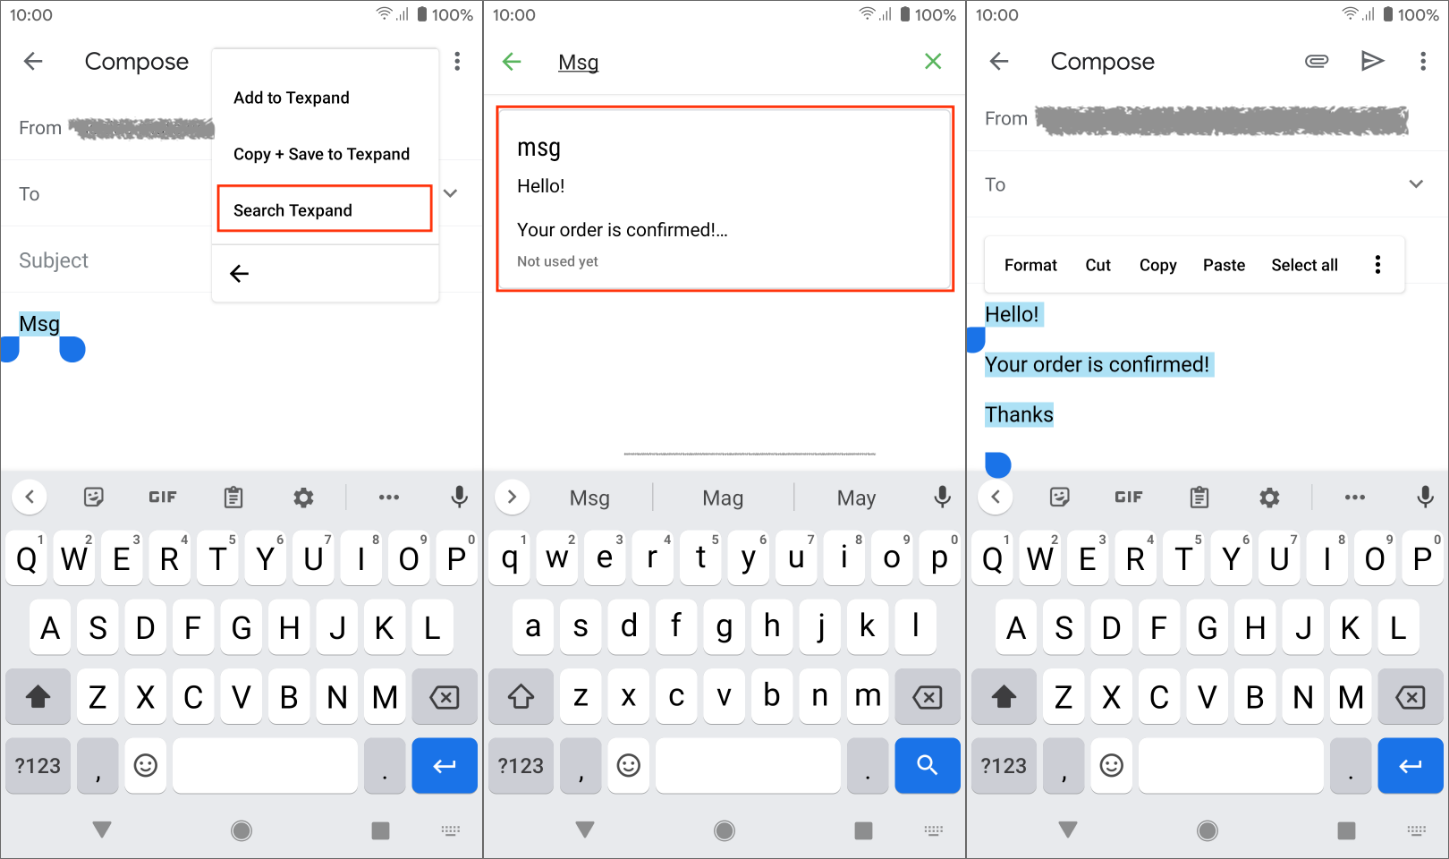 10:00
100%
Compose
Add to Texpand
From
Copy + Save to Texpand
To
Search Texpand
Subject
Msg
GIF
Q1 W2 E3 R4 T5 Y6 U7 I8 O9 P0
A S D F G H J K L
Z X C V B N M
?123 , .
10:00
100%
Msg
msg
Hello!
Your order is confirmed!...
Not used yet
Msg Mag May
q1 w2 e3 r4 t5 y6 u7 i8 o9 p0
a s d f g h j k l
z x c v b n m
?123 , .
10:00
100%
Compose
From
To
Format Cut Copy Paste Select all
Hello!
Your order is confirmed!
Thanks
GIF
Q1 W2 E3 R4 T5 Y6 U7 I8 O9 P0
A S D F G H J K L
Z X C V B N M
?123 , .